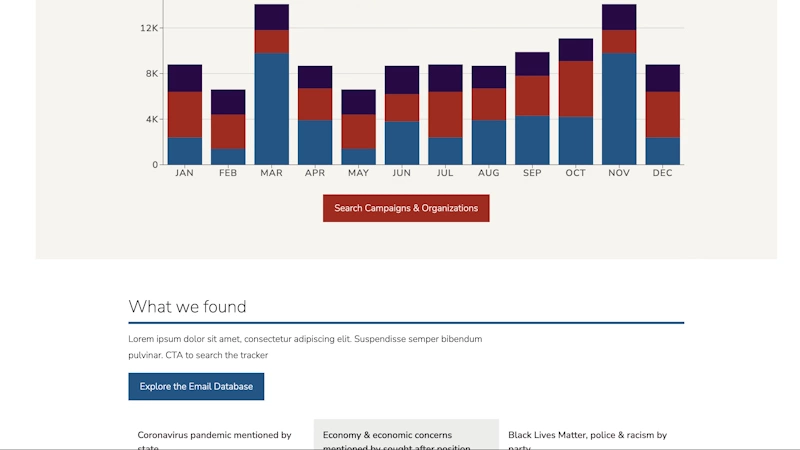 12K
8K
4K
0
JAN FEB MAR APR MAY JUN JUL AUG SEP OCT NOV DEC
Search Campaigns & Organizations
What we found
Lorem ipsum dolor sit amet, consectetur adipiscing elit. Suspendisse semper bibendum
pulvinar. CTA to search the tracker
Explore the Email Database
Coronavirus pandemic mentioned by
state
Economy & economic concerns
mentioned by sought after position
Black Lives Matter, police & racism by
party